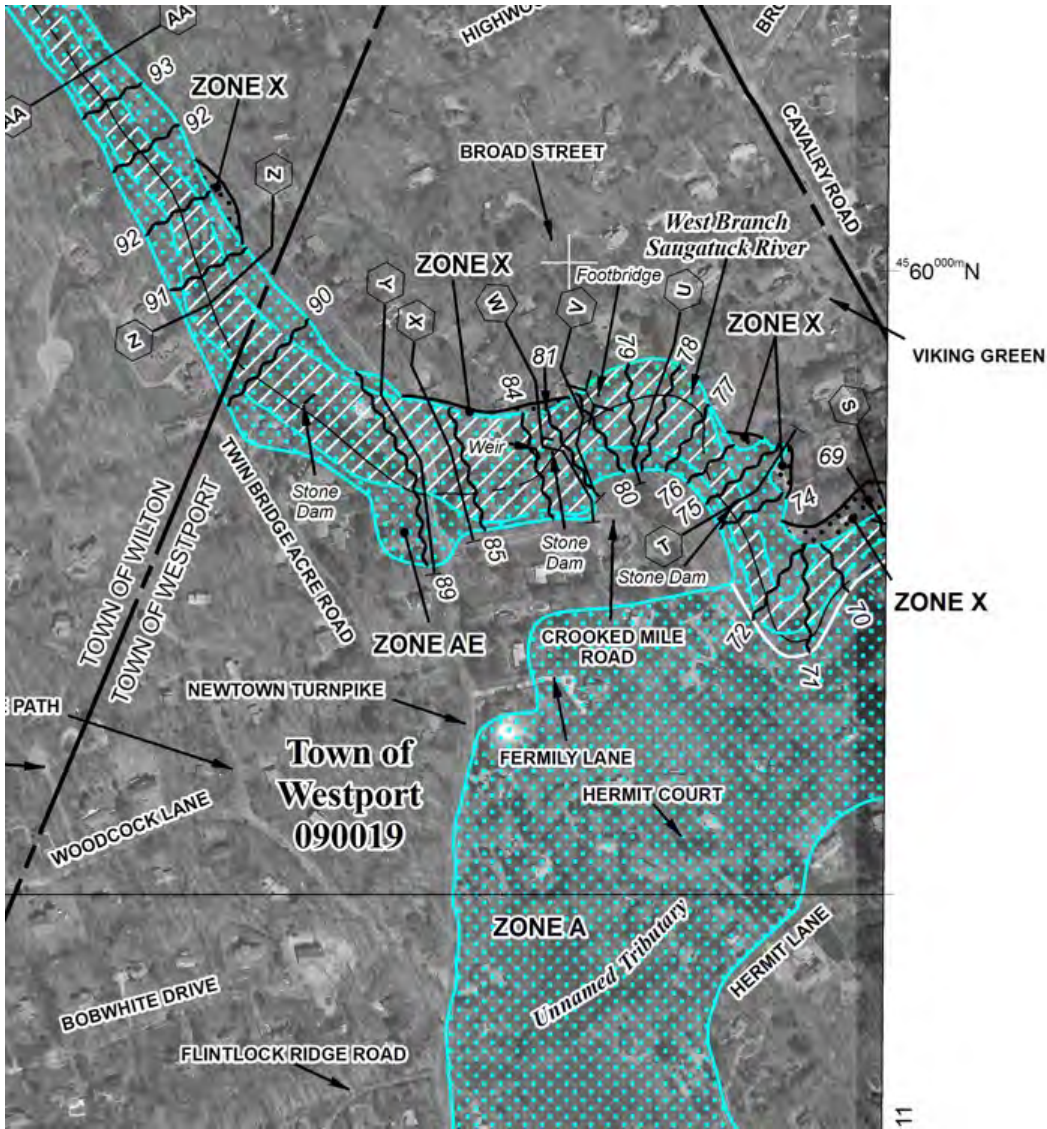 HIGHWO
BRO
AA
93
ZONE X
92
CAVALRY ROAD
AA
BROAD STREET
Z
West Branch
Saugatuck River
92
45 60 000m N
ZONE X
Footbridge
Y
90
X
W
V
U
91
ZONE X
Z
81
79
78
VIKING GREEN
84
77
S
69
Weir
TWIN BRIDGE ACRE ROAD
Stone
Dam
80
76
75
74
TOWN OF WILTON
TOWN OF WESTPORT
85
Stone
Dam
T
Stone Dam
89
ZONE X
ZONE AE
CROOKED MILE
ROAD
72
70
71
NEWTOWN TURNPIKE
E PATH
Town of
Westport
090019
FERMILY LANE
HERMIT COURT
WOODCOCK LANE
ZONE A
Unnamed Tributary
HERMIT LANE
BOBWHITE DRIVE
FLINTLOCK RIDGE ROAD
11